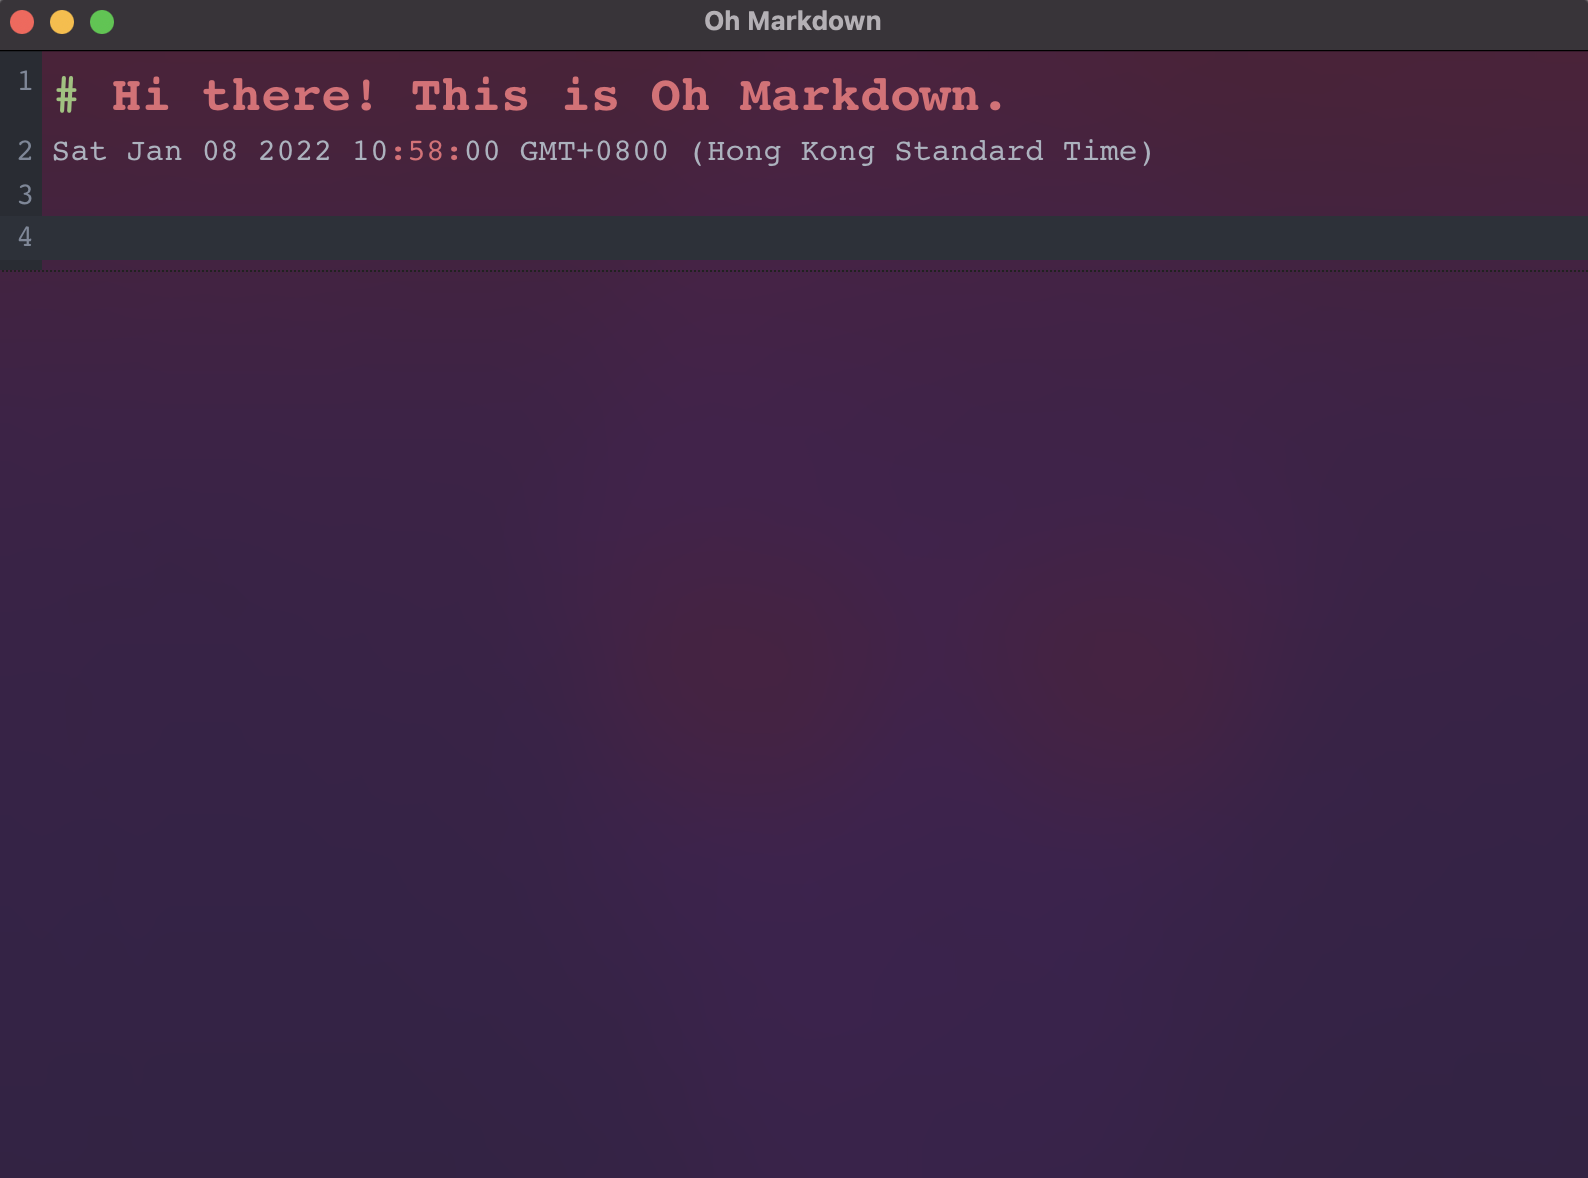 Oh Markdown
1 # Hi there! This is Oh Markdown.
2 Sat Jan 08 2022 10:58:00 GMT+0800 (Hong Kong Standard Time)
3
4